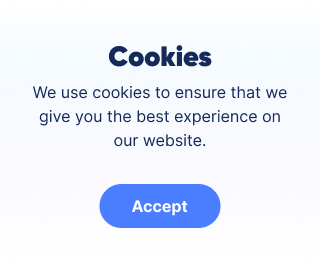 Cookies
We use cookies to ensure that we
give you the best experience on
our website.
Accept